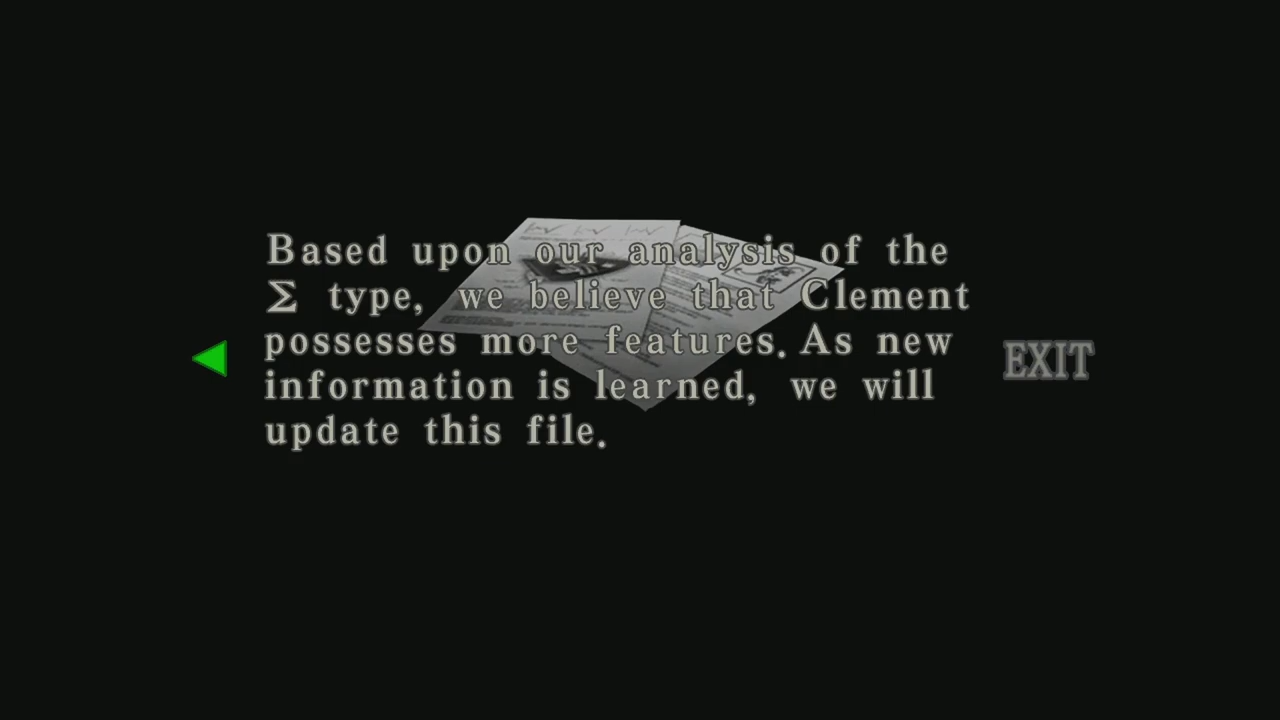 Based upon our analysis of the
Σ type, we believe that Clement
possesses more features. As new
information is learned, we will
update this file.
EXIT